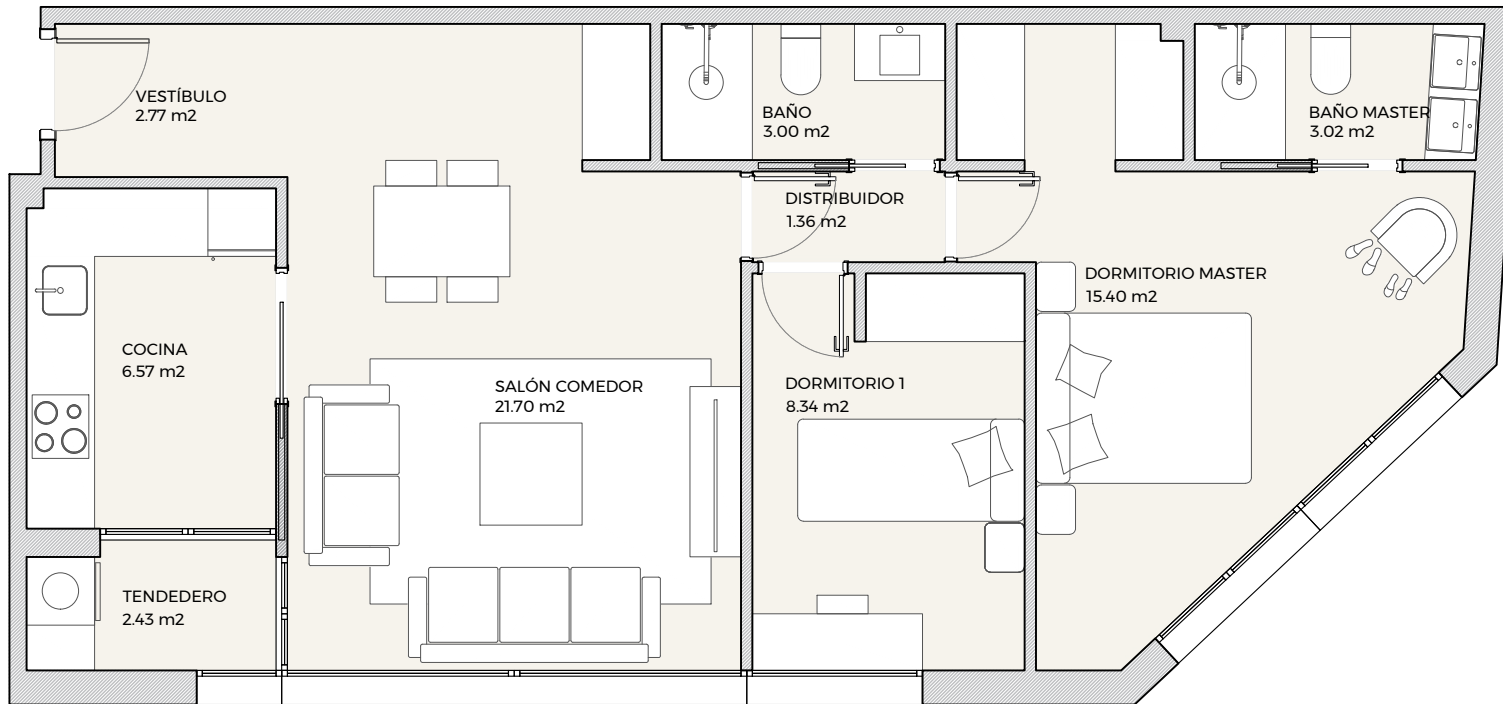 VESTÍBULO
2.77 m2
BAÑO
3.00 m2
BAÑO MASTER
3.02 m2
DISTRIBUIDOR
1.36 m2
DORMITORIO MASTER
15.40 m2
COCINA
6.57 m2
SALÓN COMEDOR
21.70 m2
DORMITORIO 1
8.34 m2
TENDEDERO
2.43 m2